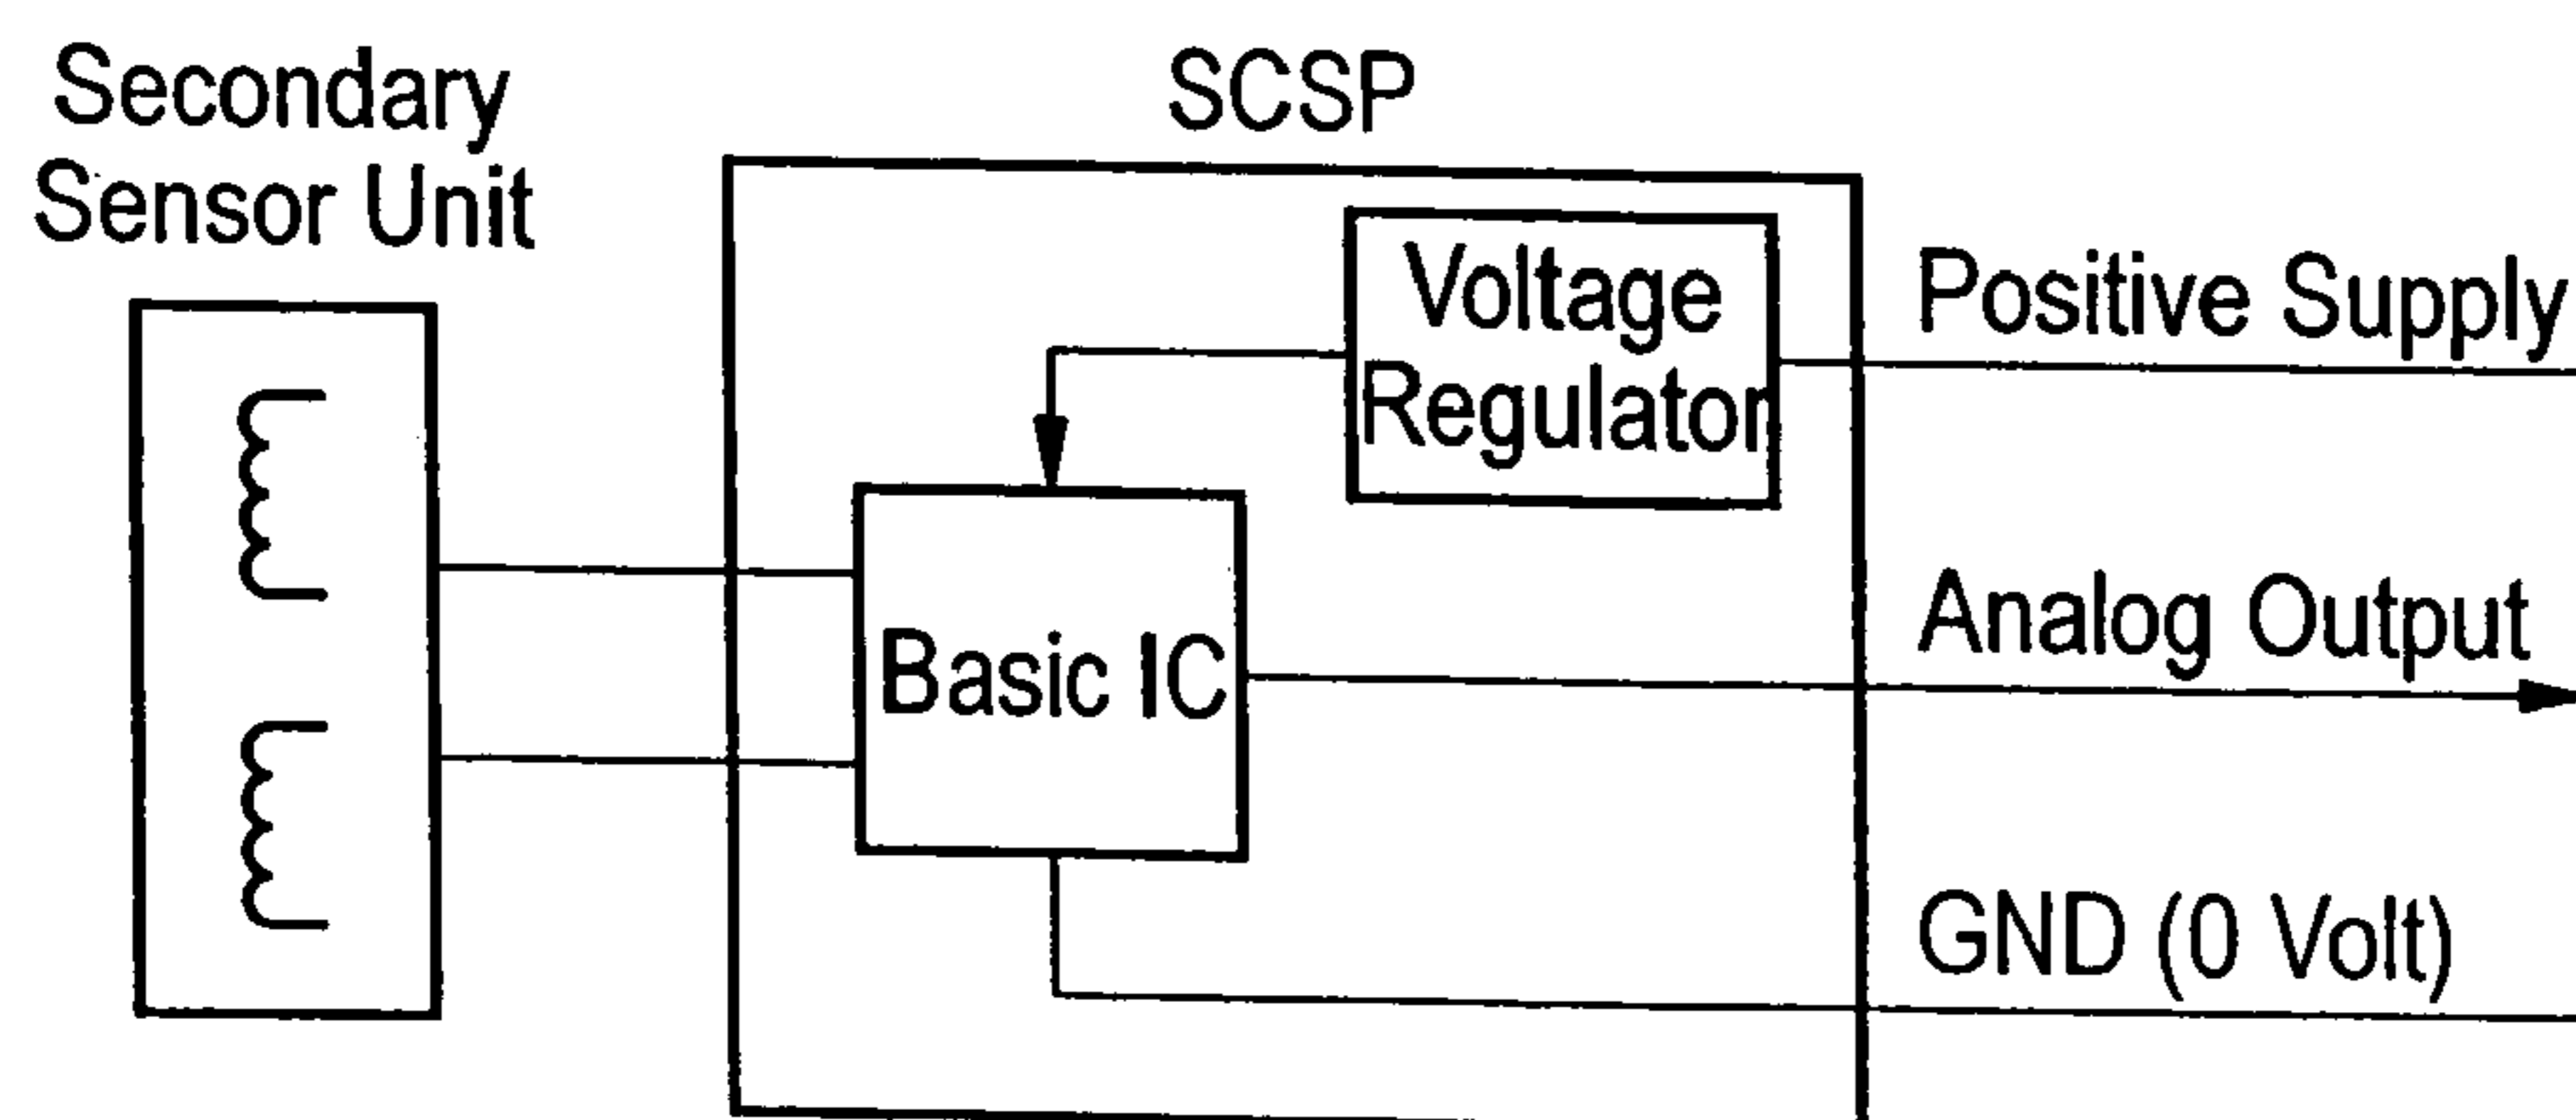 Secondary
Sensor Unit
SCSP
Voltage
Regulator
Positive Supply
Basic IC
Analog Output
GND (0 Volt)